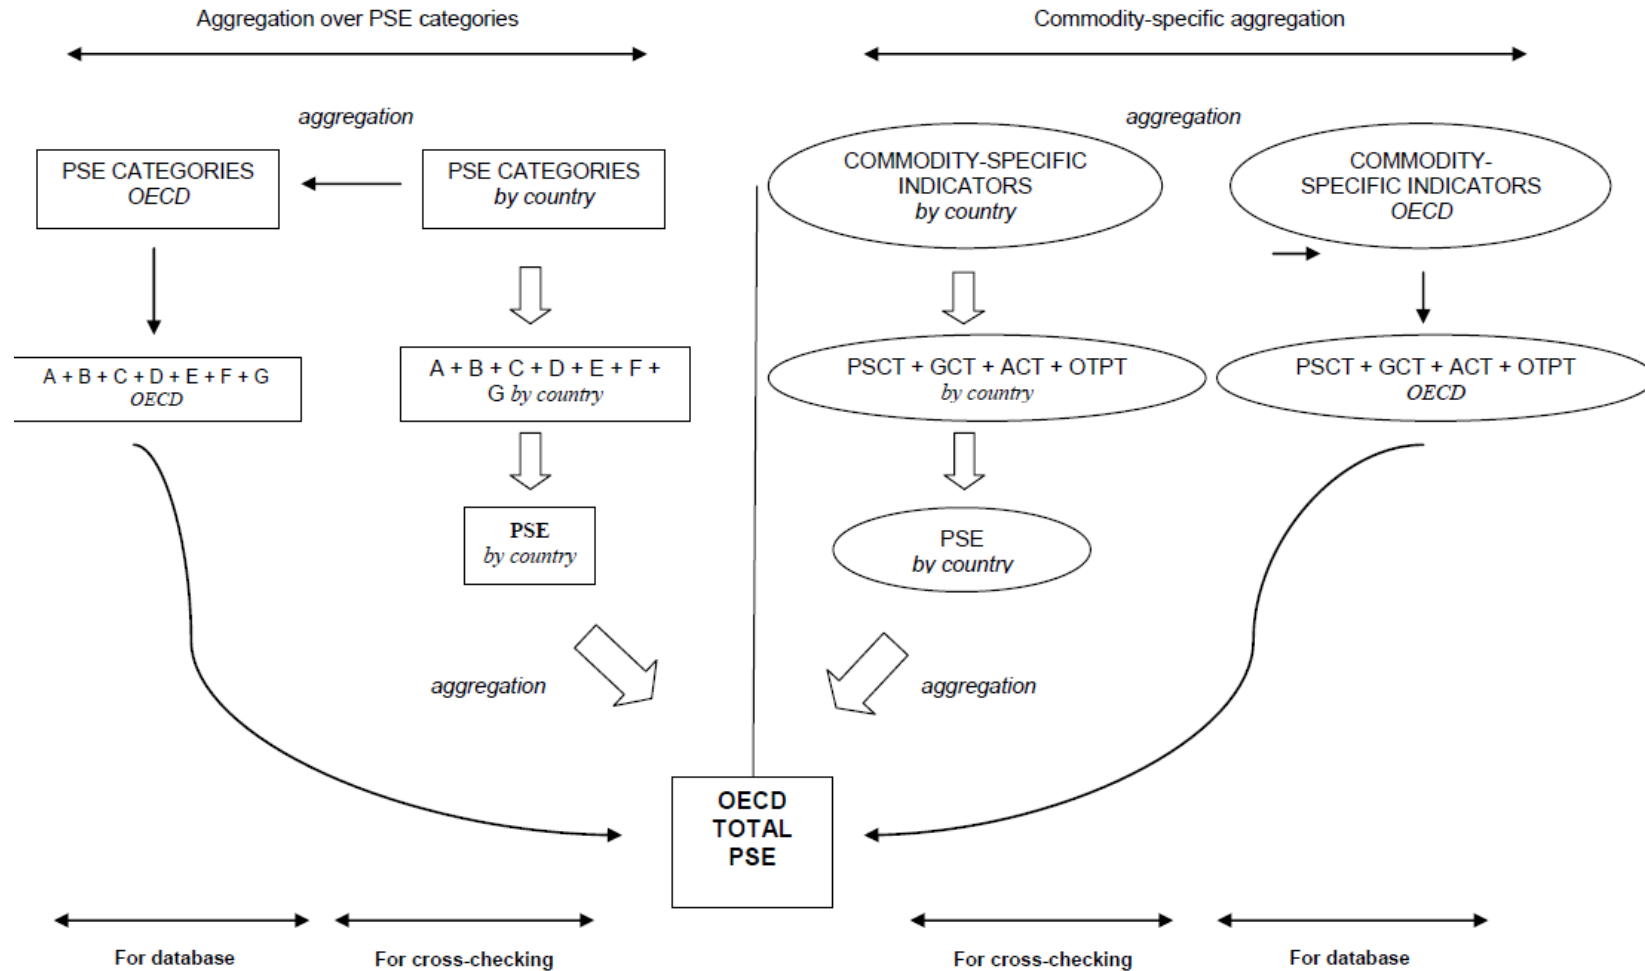 Aggregation over PSE categories
Commodity-specific aggregation
aggregation
aggregation
PSE CATEGORIES
OECD
PSE CATEGORIES
by country
COMMODITY-SPECIFIC
INDICATORS
by country
COMMODITY-
SPECIFIC INDICATORS
OECD
A + B + C + D + E + F + G
OECD
A + B + C + D + E + F +
G by country
PSCT + GCT + ACT + OTPT
by country
PSCT + GCT + ACT + OTPT
OECD
PSE
by country
PSE
by country
aggregation
aggregation
OECD
TOTAL
PSE
For database
For cross-checking
For cross-checking
For database